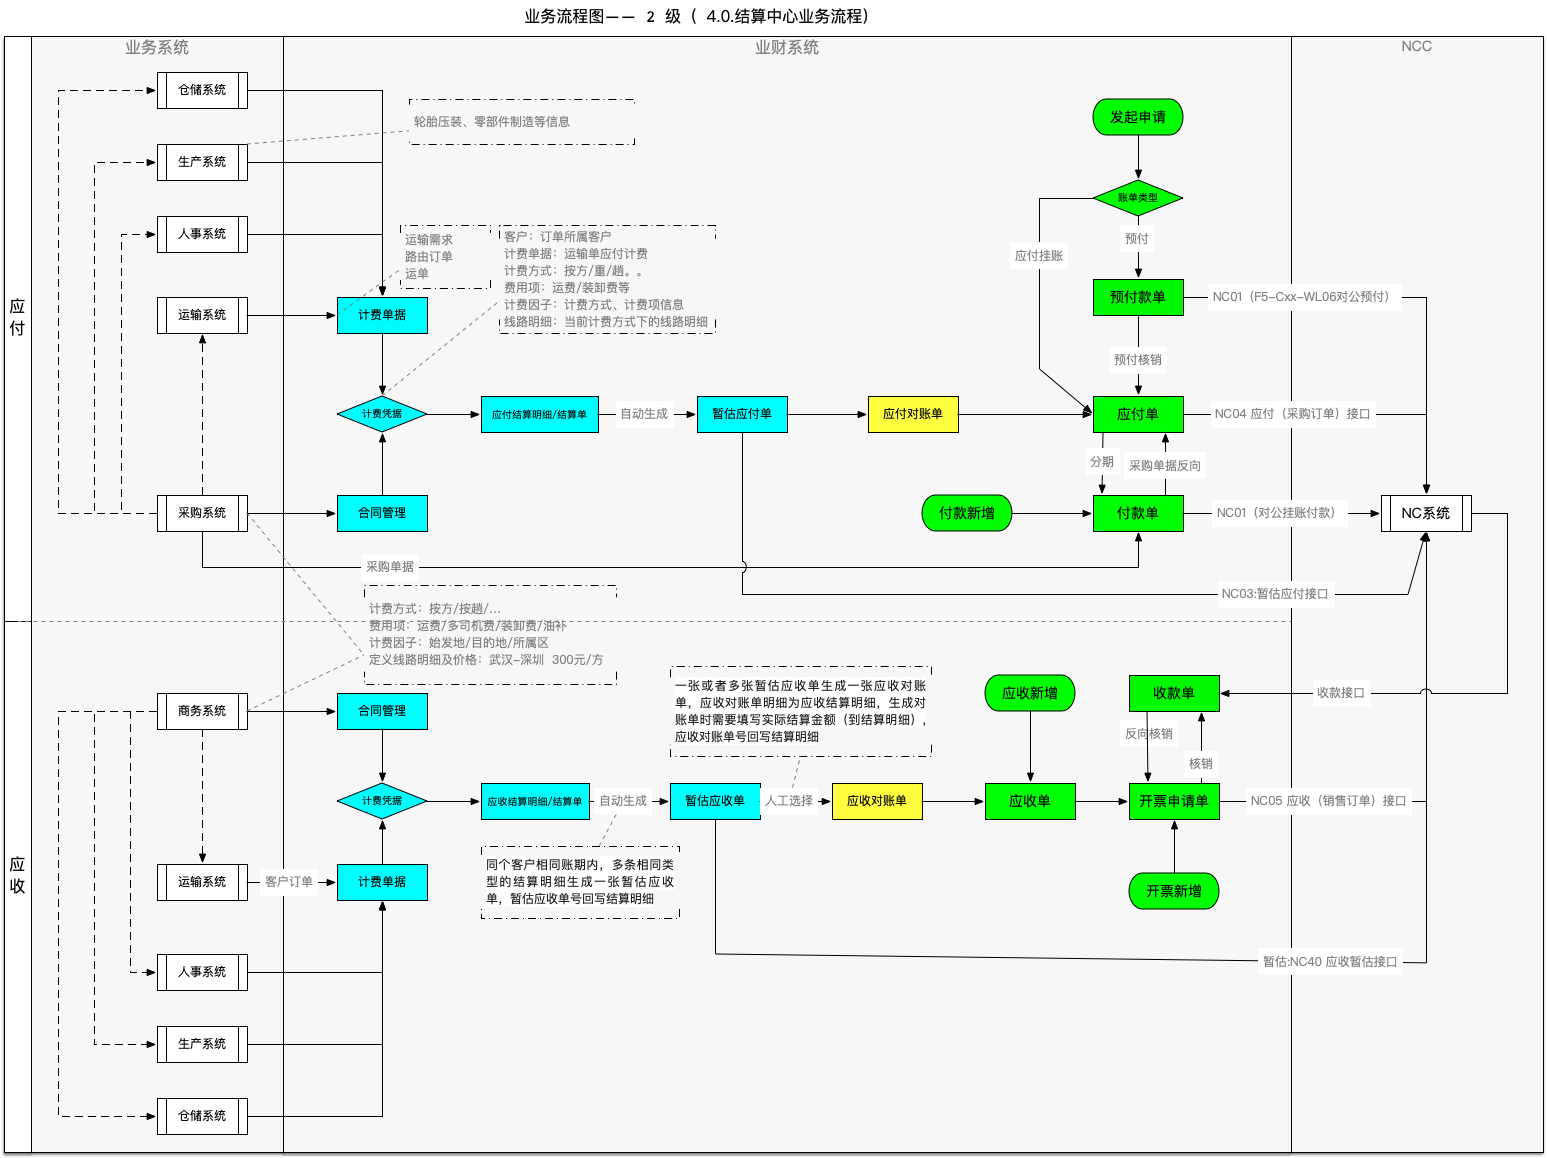 业务流程图—— 2 级（ 4.0.结算中心业务流程）
业务系统
业财系统
NCC
应付
仓储系统
轮胎压装、零部件制造等信息
发起申请
生产系统
账单类型
人事系统
运输需求
路由订单
运单
客户：订单所属客户
计费单据：运输单应付计费
计费方式：按方/重/趟。。
费用项：运费/装卸费等
计费因子：计费方式、计费项信息
线路明细：当前计费方式下的线路明细
预付
应付挂账
运输系统
计费单据
预付款单
NC01（F5-Cxx-WL06对公预付）
预付核销
计费凭据
应付结算明细/结算单
自动生成
暂估应付单
应付对账单
应付单
NC04 应付（采购订单）接口
分期
采购单据反向
采购系统
合同管理
付款新增
付款单
NC01（对公挂账付款）
NC系统
采购单据
NC03:暂估应付接口
计费方式：按方/按趟/...
费用项：运费/多司机费/装卸费/油补
计费因子：始发地/目的地/所属区
定义线路明细及价格：武汉-深圳 300元/方
应收
商务系统
合同管理
一张或者多张暂估应收单生成一张应收对账
单，应收对账单明细为应收结算明细，生成对
账单时需要填写实际结算金额（到结算明细），
应收对账单号回写结算明细
应收新增
收款单
收款接口
反向核销
核销
计费凭据
应收结算明细/结算单
自动生成
暂估应收单
人工选择
应收对账单
应收单
开票申请单
NC05 应收（销售订单）接口
运输系统
客户订单
计费单据
同个客户相同账期内，多条相同类
型的结算明细生成一张暂估应收
单，暂估应收单号回写结算明细
开票新增
人事系统
暂估:NC40 应收暂估接口
生产系统
仓储系统